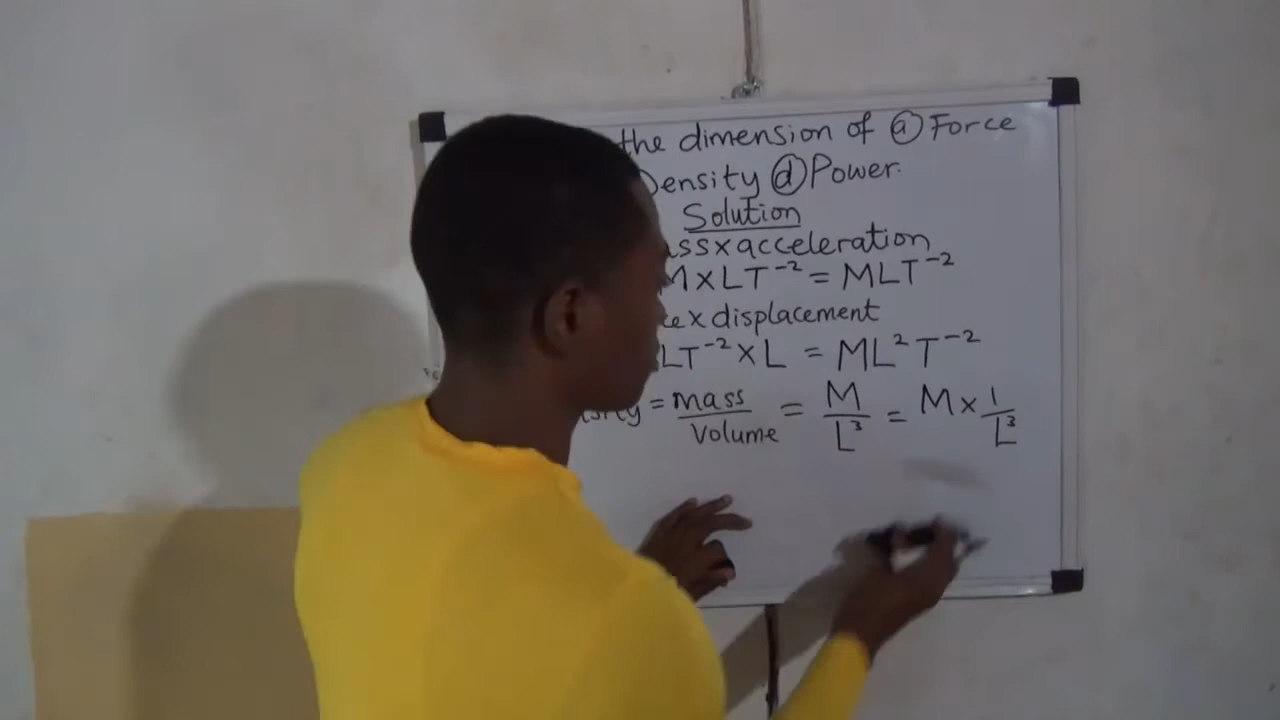 the dimension of ⓐ Force
Density ⓓ Power.
Solution
mass x acceleration
M x LT⁻² = MLT⁻²
x displacement
LT⁻² x L = ML²T⁻²
= mass/Volume = M/L³ = M x 1/L³